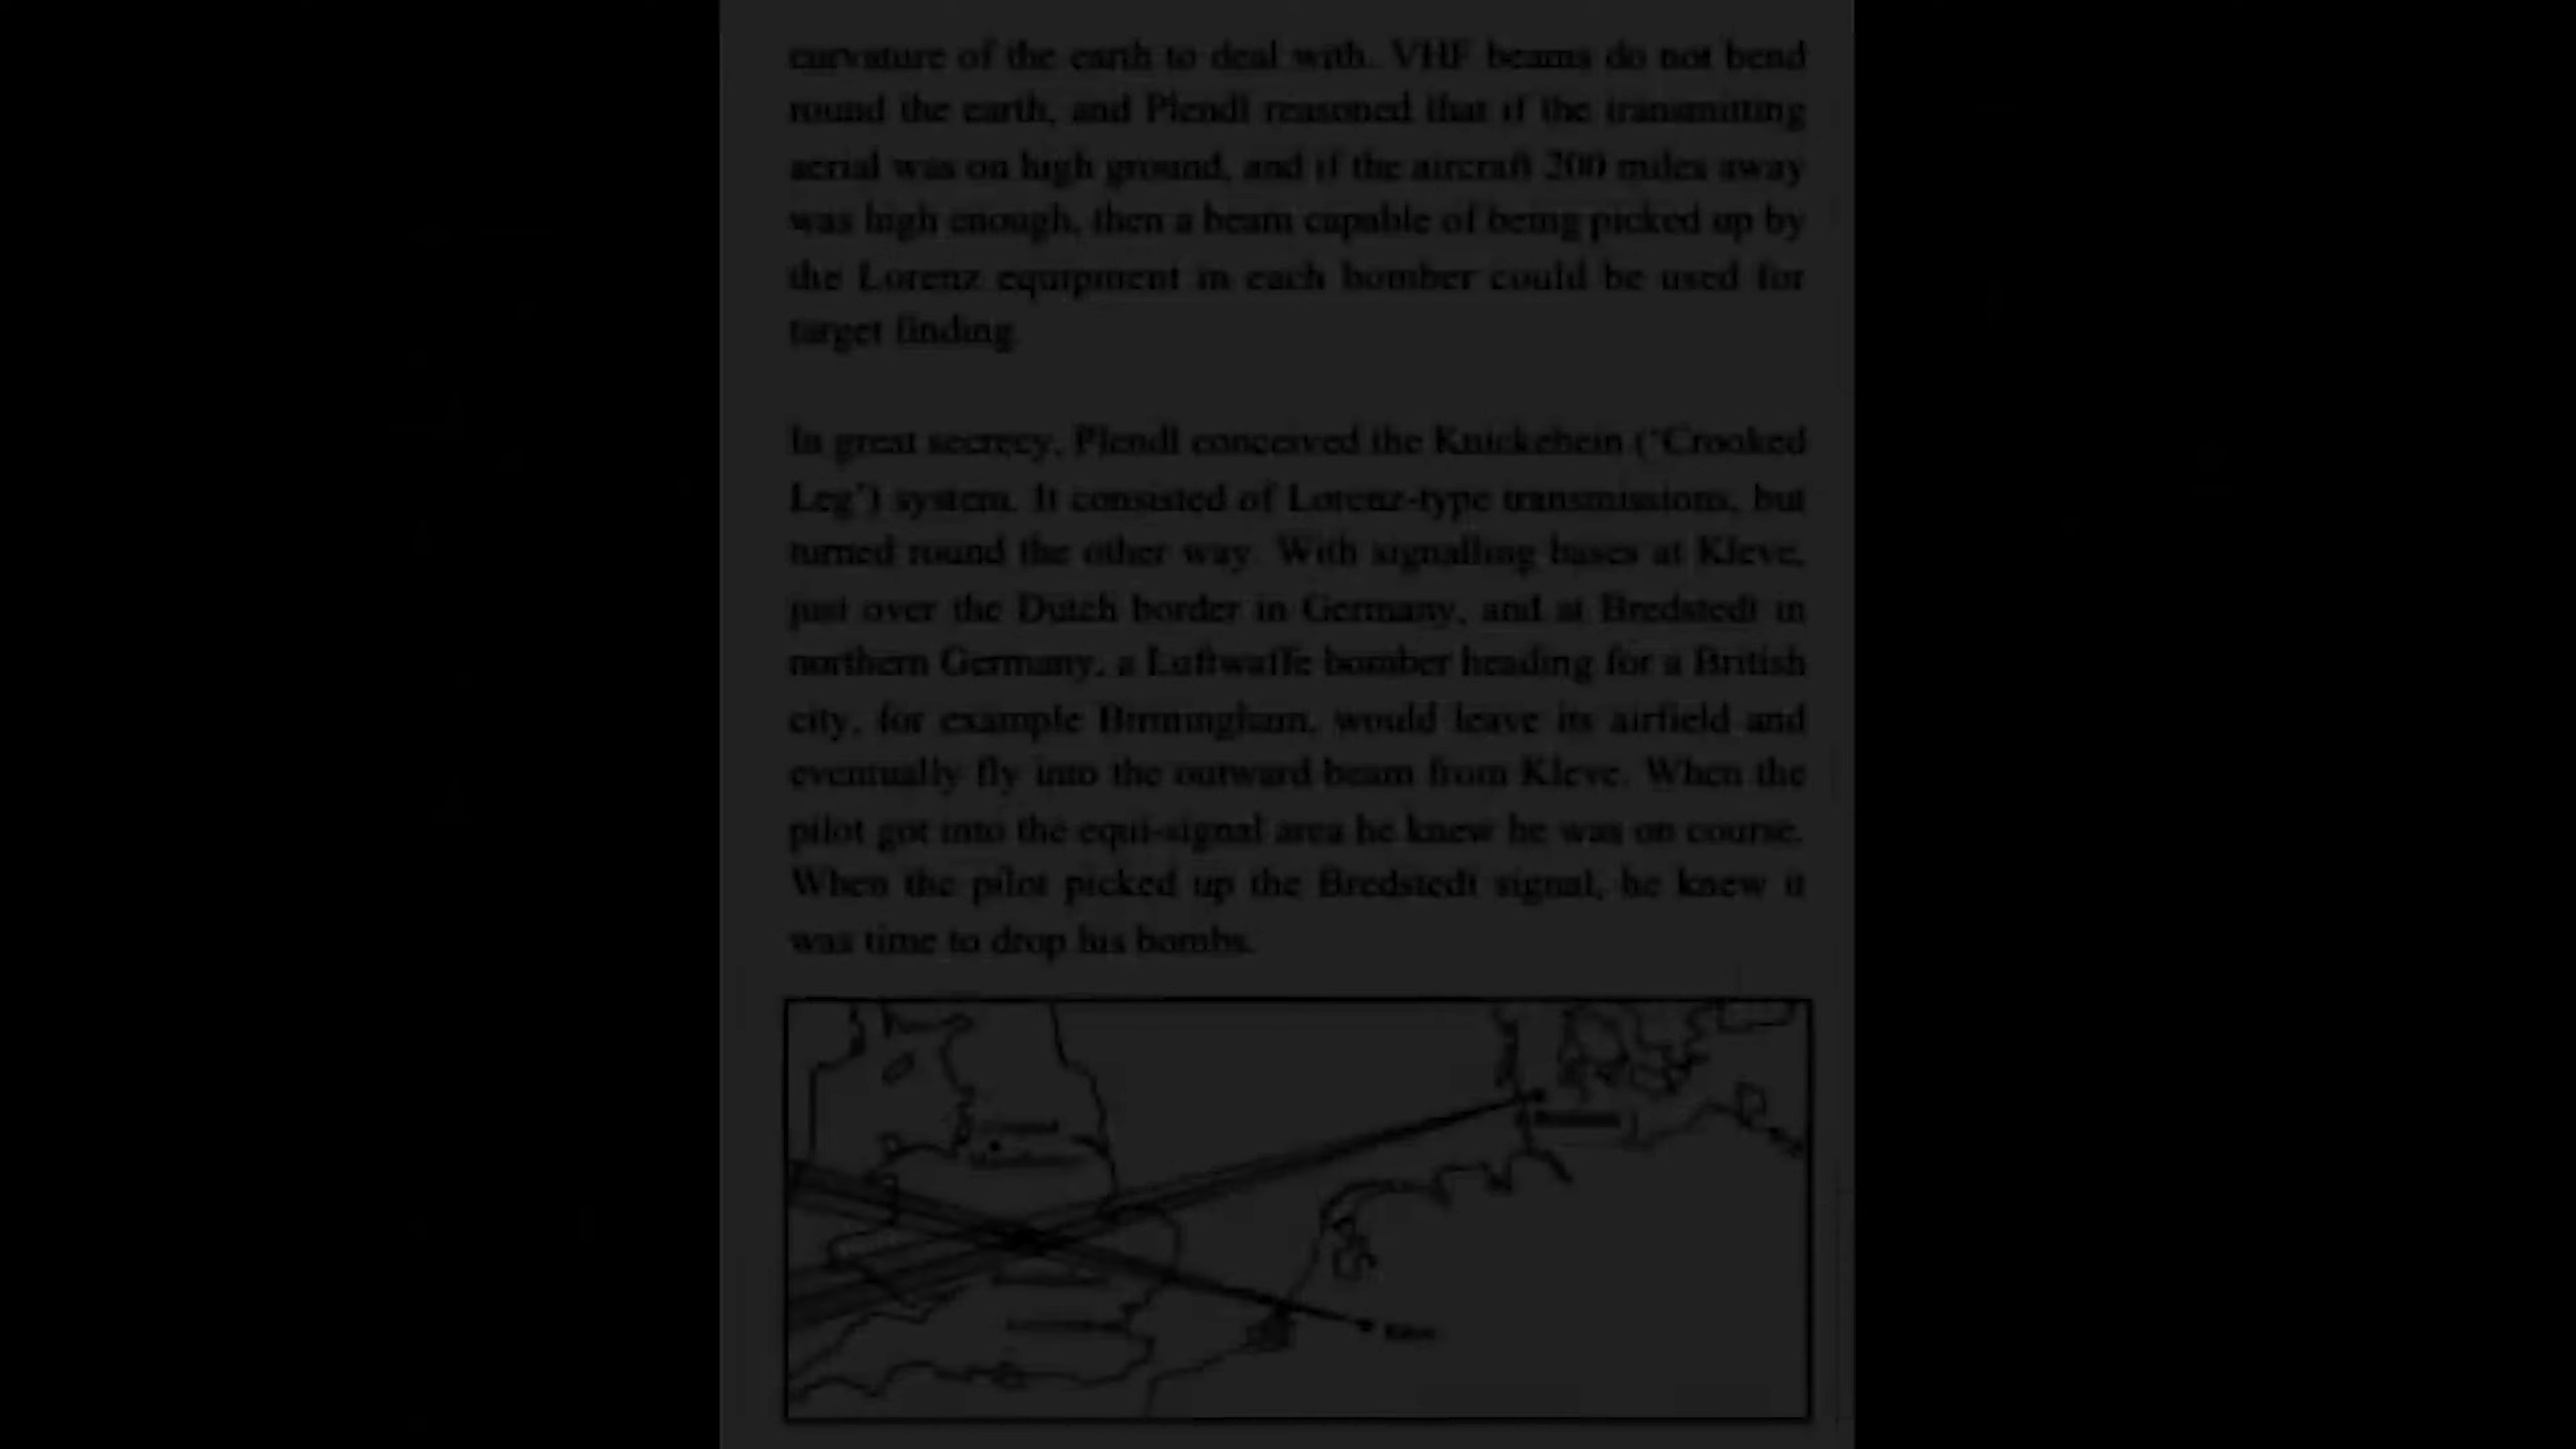 curvature of the earth to deal with. VHF beams do not bend
round the earth, and Plendl reasoned that if the transmitting
aerial was on high ground, and if the aircraft 200 miles away
was high enough, then a beam capable of being picked up by
the Lorenz equipment in each bomber could be used for
target finding.
In great secrecy, Plendl conceived the Knickebein ('Crooked
Leg') system. It consisted of Lorenz-type transmissions, but
turned round the other way. With signalling bases at Kleve,
just over the Dutch border in Germany, and at Bredstedt in
northern Germany, a Luftwaffe bomber heading for a British
city, for example Birmingham, would leave its airfield and
eventually fly into the outward beam from Kleve. When the
pilot got into the equi-signal area he knew he was on course.
When the pilot picked up the Bredstedt signal, he knew it
was time to drop his bombs.
Kleve